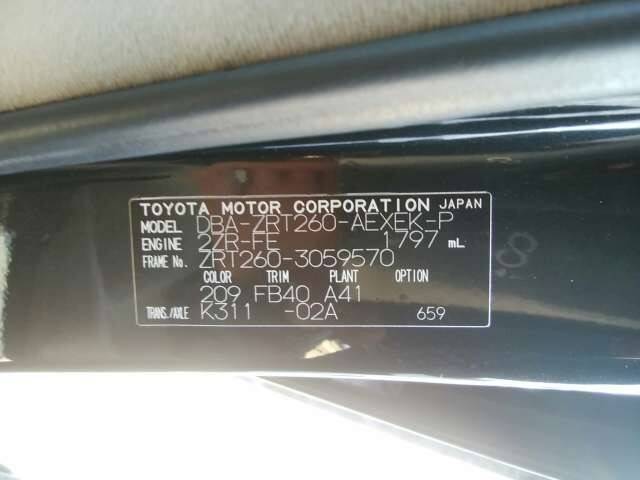 TOYOTA MOTOR CORPORATION JAPAN
MODEL DBA-ZRT260-AEXEK-P
ENGINE 2ZR-FE 1797 mL
FRAME No. ZRT260-3059570
COLOR TRIM PLANT OPTION
209 FB40 A41
TRANS./AXLE K311 -02A 659